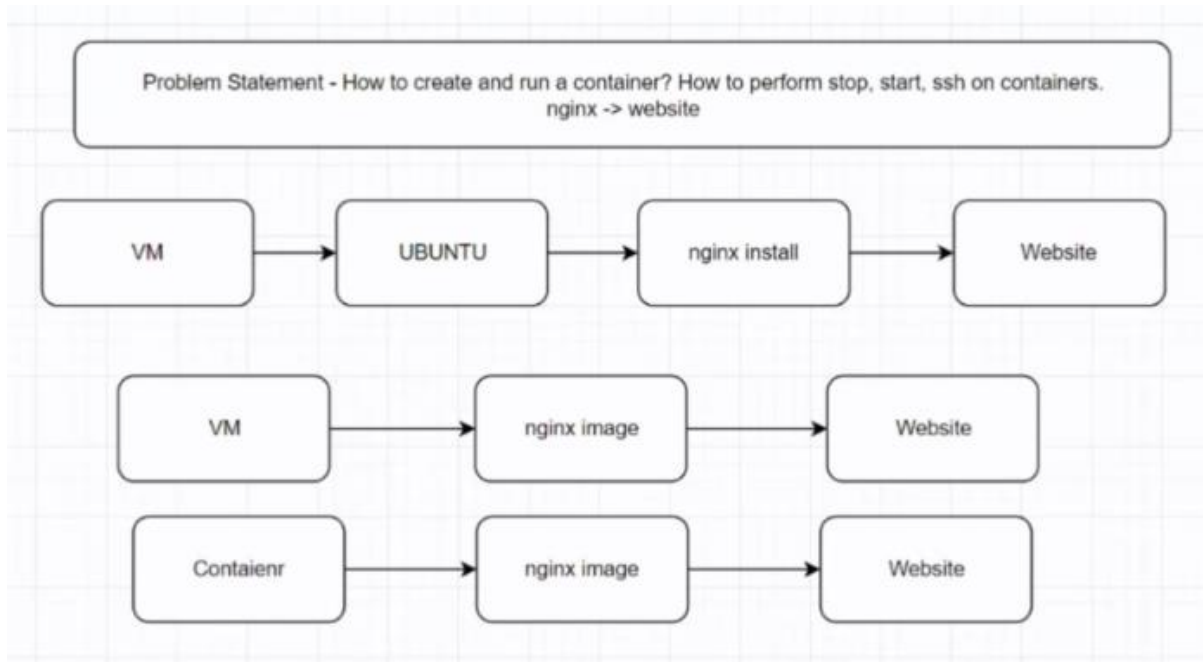 Problem Statement - How to create and run a container? How to perform stop, start, ssh on containers.
nginx -> website
VM
UBUNTU
nginx install
Website
VM
nginx image
Website
Contaienr
nginx image
Website